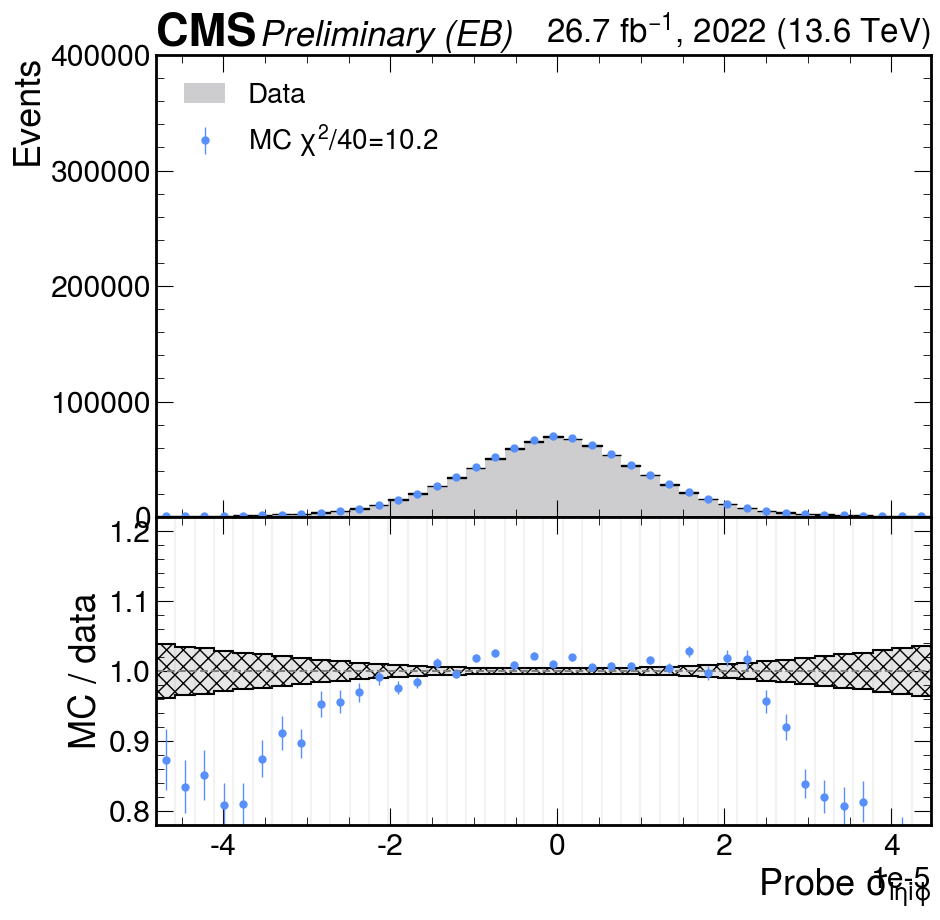 CMS Preliminary (EB) 26.7 fb⁻¹, 2022 (13.6 TeV)
Events
400000
300000
200000
100000
0
Data
MC χ²/40=10.2
MC / data
1.2
1.1
1.0
0.9
0.8
-4 -2 0 2 4
1e-5
Probe σ_iηiφ